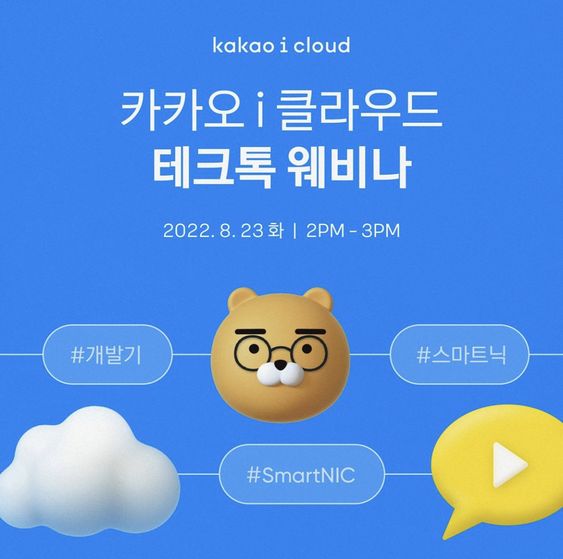 kakao i cloud
카카오 i 클라우드
테크톡 웨비나
2022. 8. 23 화 | 2PM - 3PM
#개발기
#스마트닉
#SmartNIC